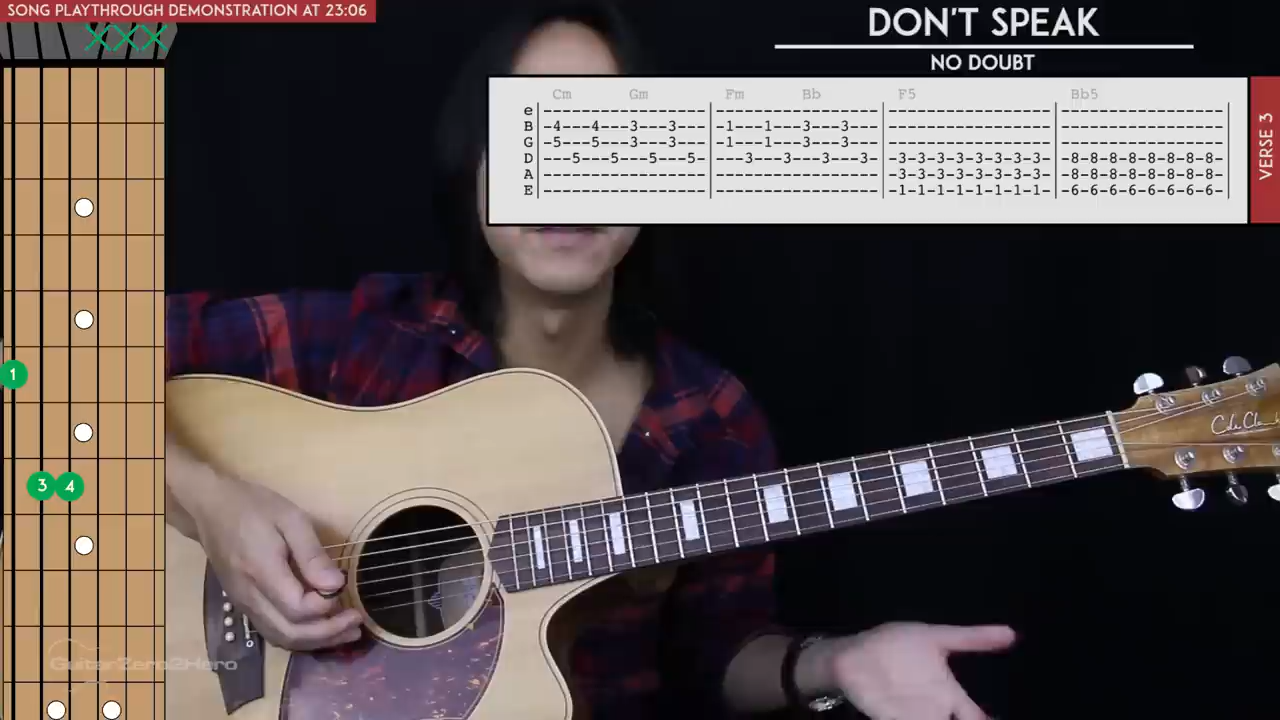 SONG PLAYTHROUGH DEMONSTRATION AT 23:06
XXX
DON'T SPEAK
NO DOUBT
Cm Gm Fm Bb F5 Bb5
e|-----------------|-----------------|-----------------|-----------------|
B|-4---4---3---3---|-1---1---3---3---|-----------------|-----------------|
G|-5---5---3---3---|-1---1---3---3---|-----------------|-----------------|
D|---5---5---5---5-|---3---3---3---3-|-3-3-3-3-3-3-3-3-|-8-8-8-8-8-8-8-8-|
A|-----------------|-----------------|-3-3-3-3-3-3-3-3-|-8-8-8-8-8-8-8-8-|
E|-----------------|-----------------|-1-1-1-1-1-1-1-1-|-6-6-6-6-6-6-6-6-|
VERSE 3
1
3 4
GuitarZero2Hero